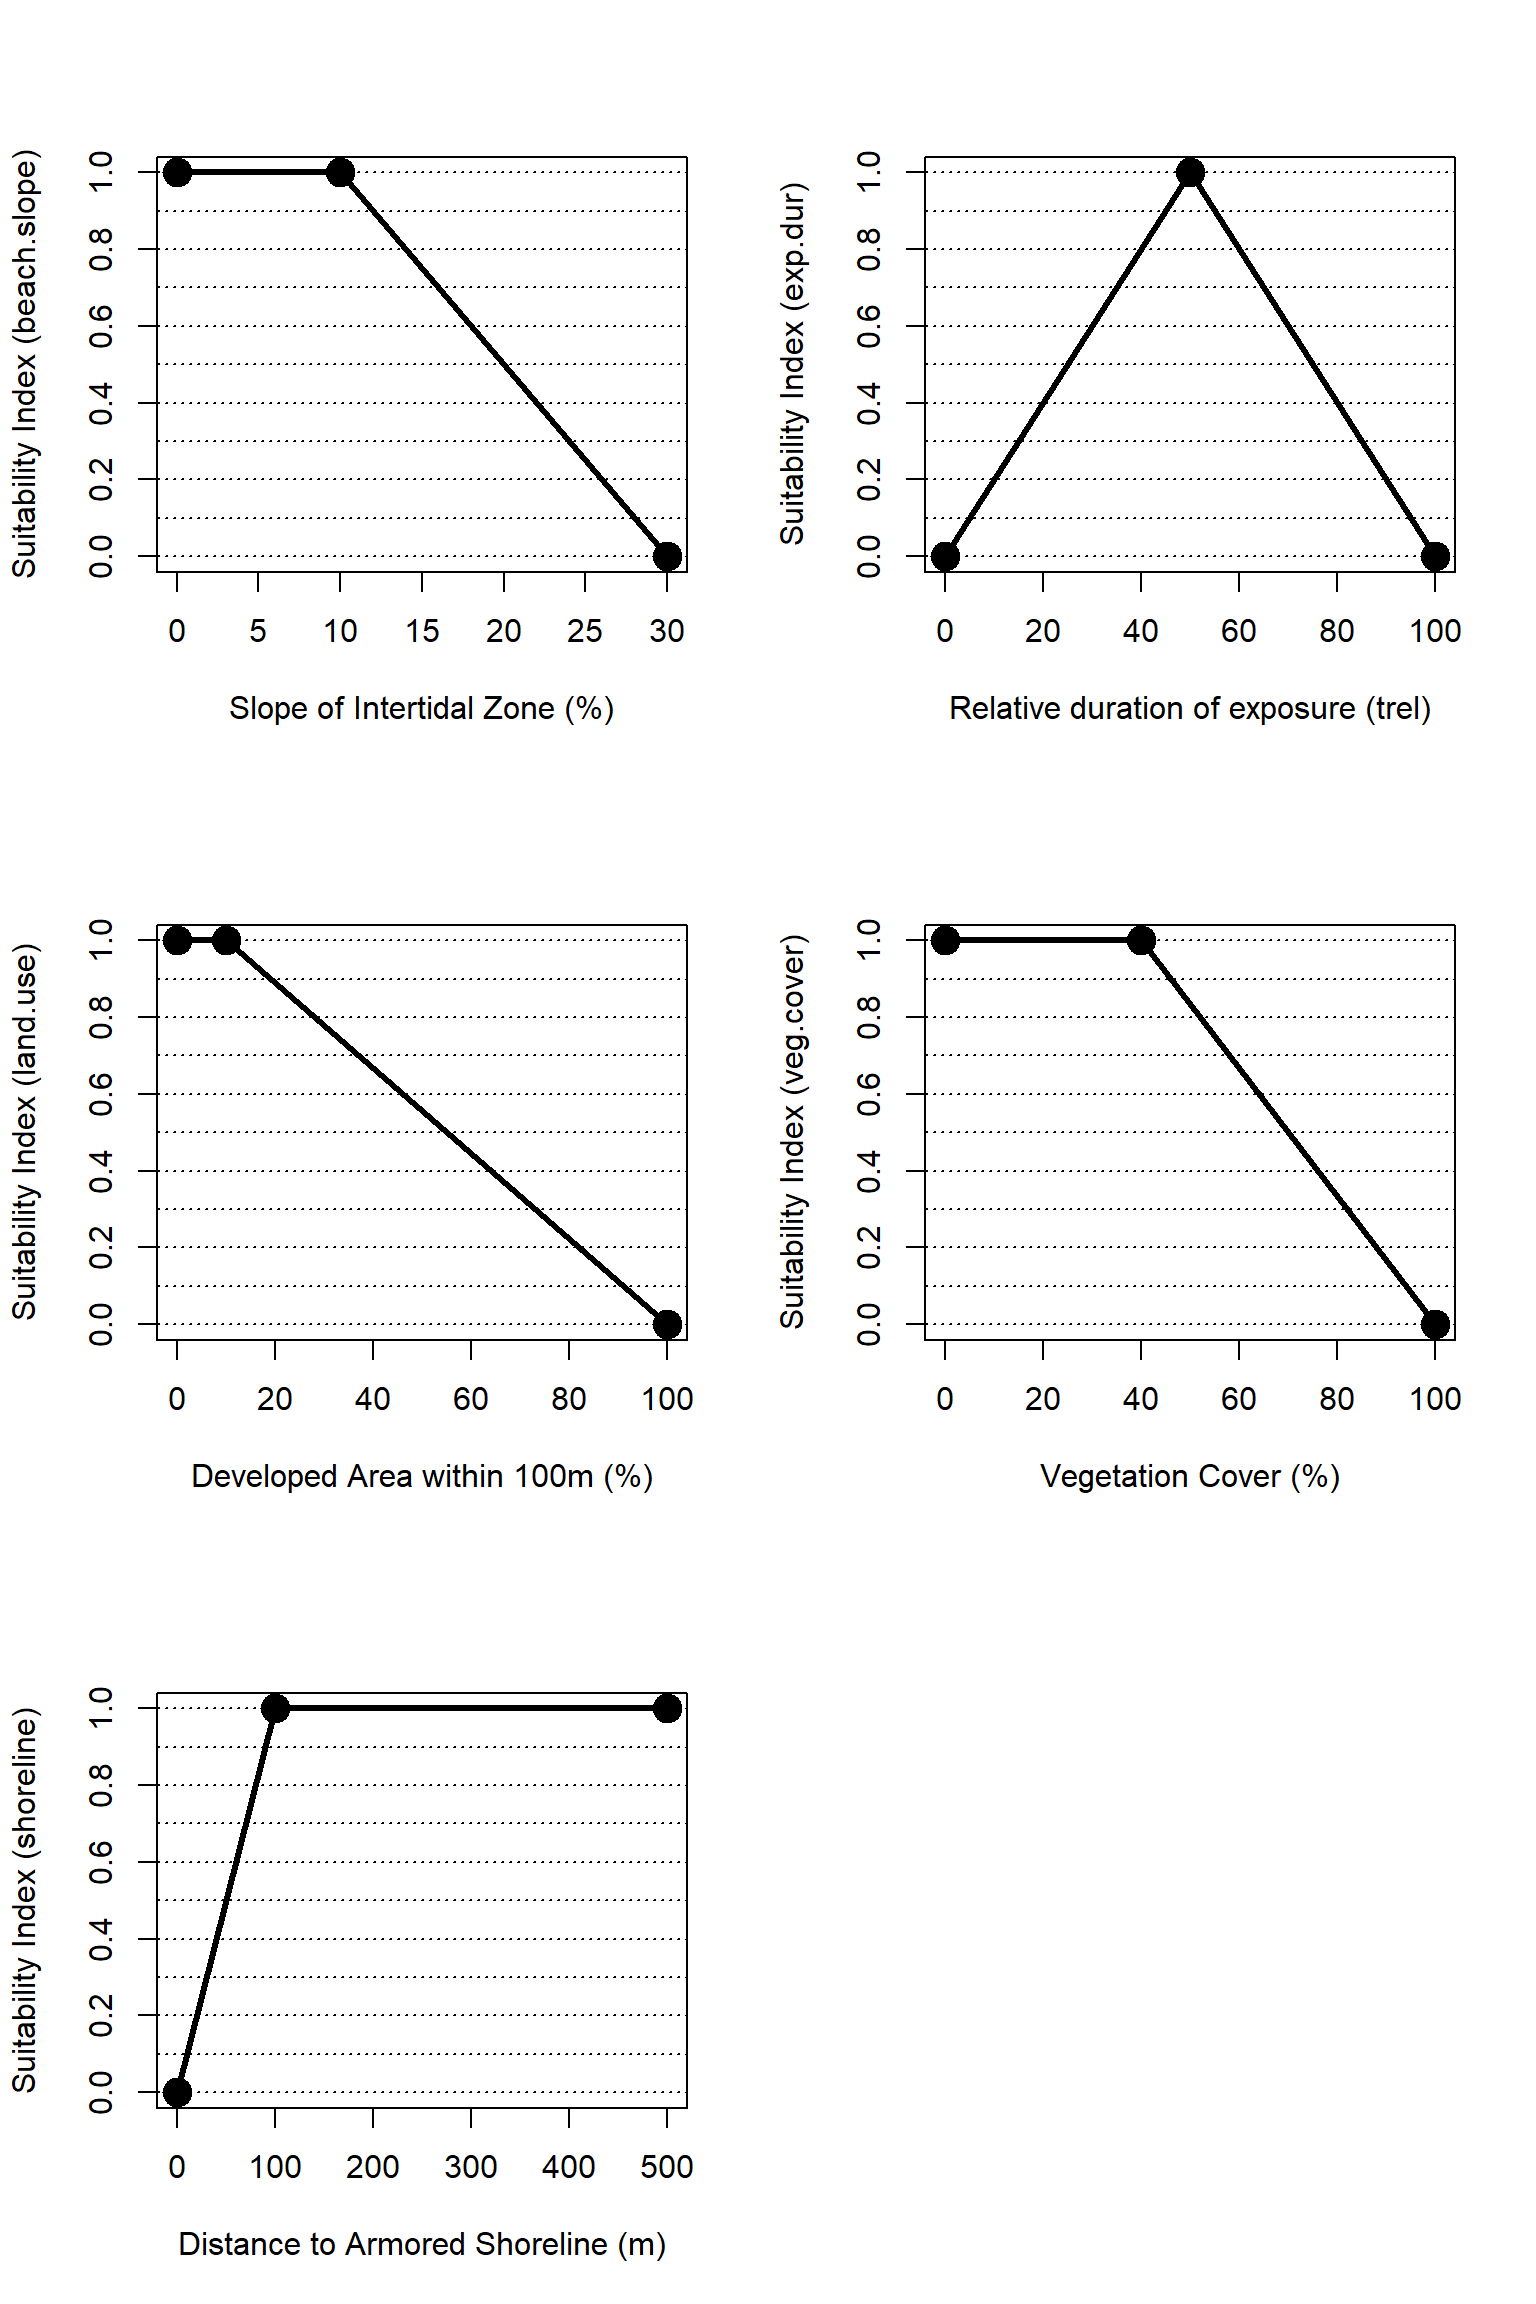 Suitability Index (beach.slope)
0.0 0.2 0.4 0.6 0.8 1.0
0 5 10 15 20 25 30
Slope of Intertidal Zone (%)
Suitability Index (exp.dur)
0.0 0.2 0.4 0.6 0.8 1.0
0 20 40 60 80 100
Relative duration of exposure (trel)
Suitability Index (land.use)
0.0 0.2 0.4 0.6 0.8 1.0
0 20 40 60 80 100
Developed Area within 100m (%)
Suitability Index (veg.cover)
0.0 0.2 0.4 0.6 0.8 1.0
0 20 40 60 80 100
Vegetation Cover (%)
Suitability Index (shoreline)
0.0 0.2 0.4 0.6 0.8 1.0
0 100 200 300 400 500
Distance to Armored Shoreline (m)